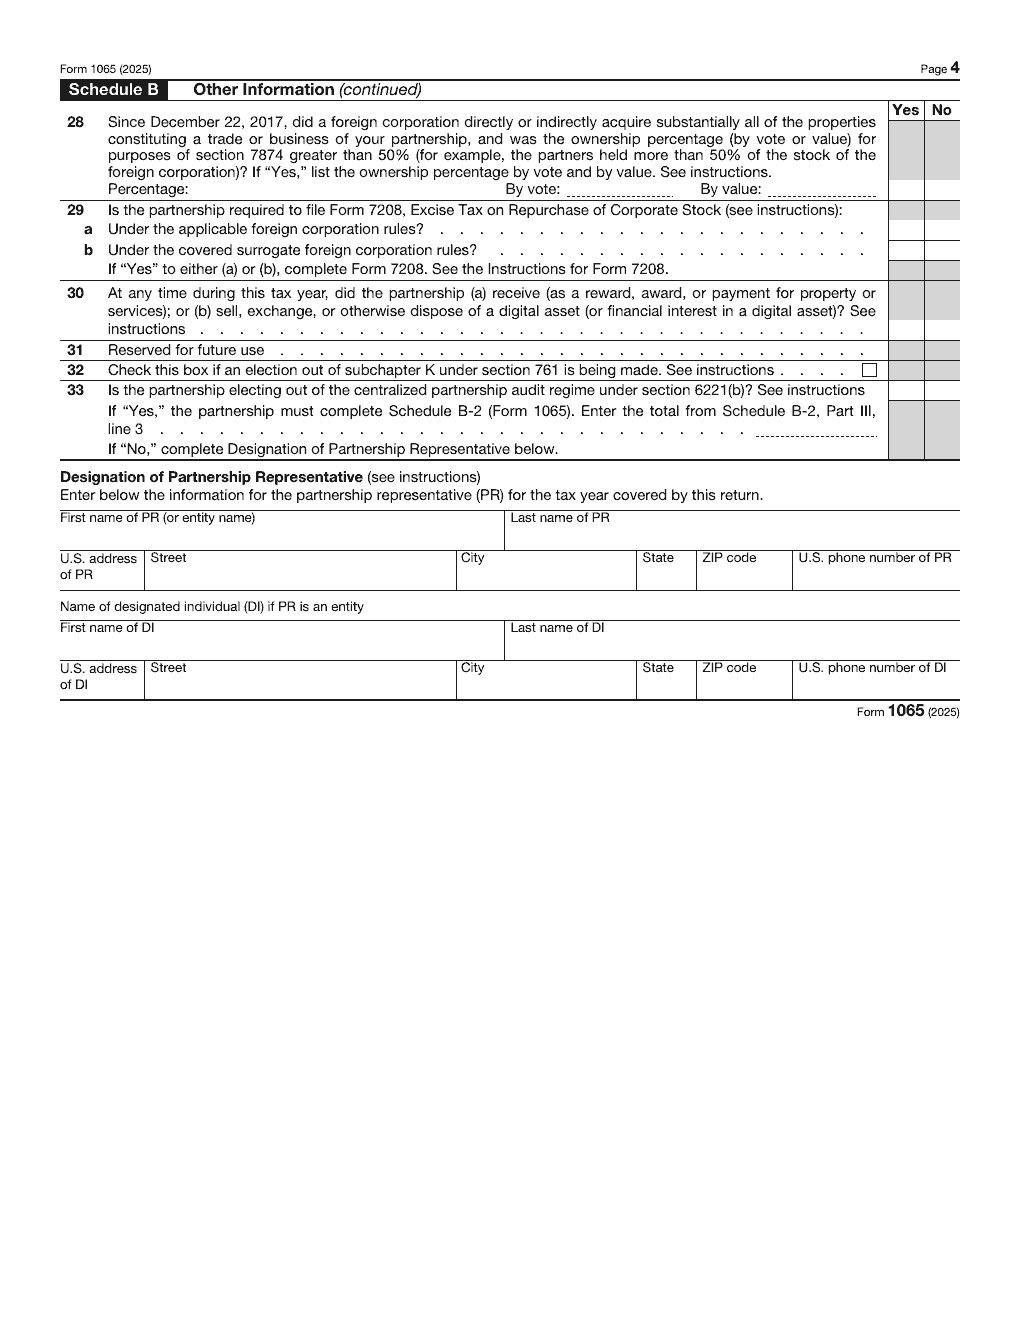 Form 1065 (2025) Page 4
Schedule B Other Information (continued)
Yes No
28 Since December 22, 2017, did a foreign corporation directly or indirectly acquire substantially all of the properties
constituting a trade or business of your partnership, and was the ownership percentage (by vote or value) for
purposes of section 7874 greater than 50% (for example, the partners held more than 50% of the stock of the
foreign corporation)? If “Yes,” list the ownership percentage by vote and by value. See instructions.
Percentage: By vote: By value:
29 Is the partnership required to file Form 7208, Excise Tax on Repurchase of Corporate Stock (see instructions):
a Under the applicable foreign corporation rules? . . . . . . . . . . . . . . . . . . . . . .
b Under the covered surrogate foreign corporation rules? . . . . . . . . . . . . . . . . . . .
If “Yes” to either (a) or (b), complete Form 7208. See the Instructions for Form 7208.
30 At any time during this tax year, did the partnership (a) receive (as a reward, award, or payment for property or
services); or (b) sell, exchange, or otherwise dispose of a digital asset (or financial interest in a digital asset)? See
instructions . . . . . . . . . . . . . . . . . . . . . . . . . . . . . . . . . .
31 Reserved for future use . . . . . . . . . . . . . . . . . . . . . . . . . . . . . .
32 Check this box if an election out of subchapter K under section 761 is being made. See instructions . . . .
33 Is the partnership electing out of the centralized partnership audit regime under section 6221(b)? See instructions
If “Yes,” the partnership must complete Schedule B-2 (Form 1065). Enter the total from Schedule B-2, Part III,
line 3 . . . . . . . . . . . . . . . . . . . . . . . . . . . . . .
If “No,” complete Designation of Partnership Representative below.
Designation of Partnership Representative (see instructions)
Enter below the information for the partnership representative (PR) for the tax year covered by this return.
First name of PR (or entity name) Last name of PR
U.S. address Street City State ZIP code U.S. phone number of PR
of PR
Name of designated individual (DI) if PR is an entity
First name of DI Last name of DI
U.S. address Street City State ZIP code U.S. phone number of DI
of DI
Form 1065 (2025)